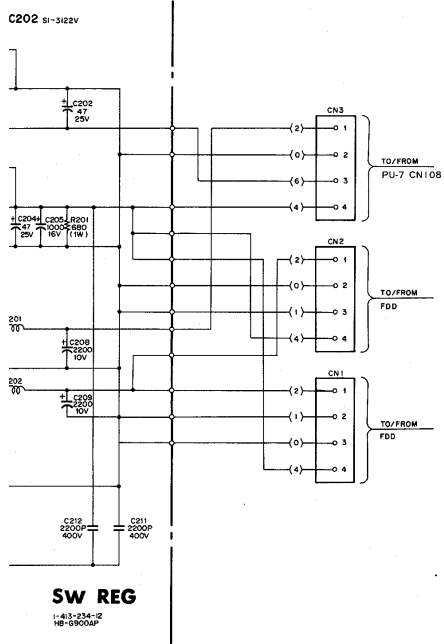 C202 SI-3122V
+ C202
47
25V
CN3
(2) 1
(0) 2
(6) 3
(4) 4
TO/FROM
PU-7 CN108
+ C204
47
25V
+ C205
1000
16V
R201
680
(1W)
CN2
(2) 1
(0) 2
(1) 3
(4) 4
TO/FROM
FDD
201
+ C208
2200
10V
202
+ C209
2200
10V
CN1
(2) 1
(1) 2
(0) 3
(4) 4
TO/FROM
FDD
C212
2200P
400V
C211
2200P
400V
SW REG
1-413-234-12
HB-G900AP